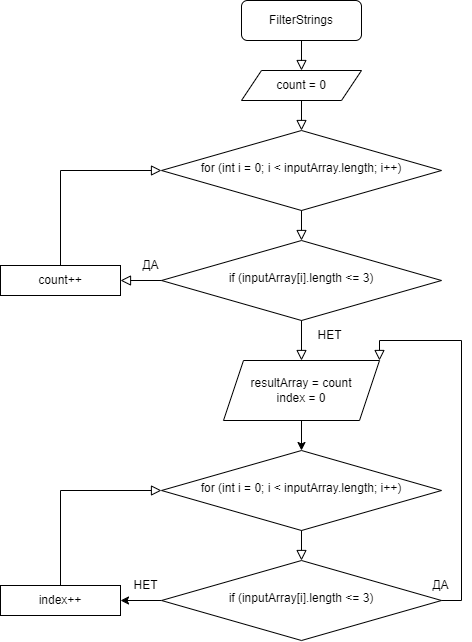 FilterStrings
count = 0
for (int i = 0; i < inputArray.length; i++)
ДА
if (inputArray[i].length <= 3)
count++
НЕТ
resultArray = count
index = 0
for (int i = 0; i < inputArray.length; i++)
НЕТ
ДА
if (inputArray[i].length <= 3)
index++